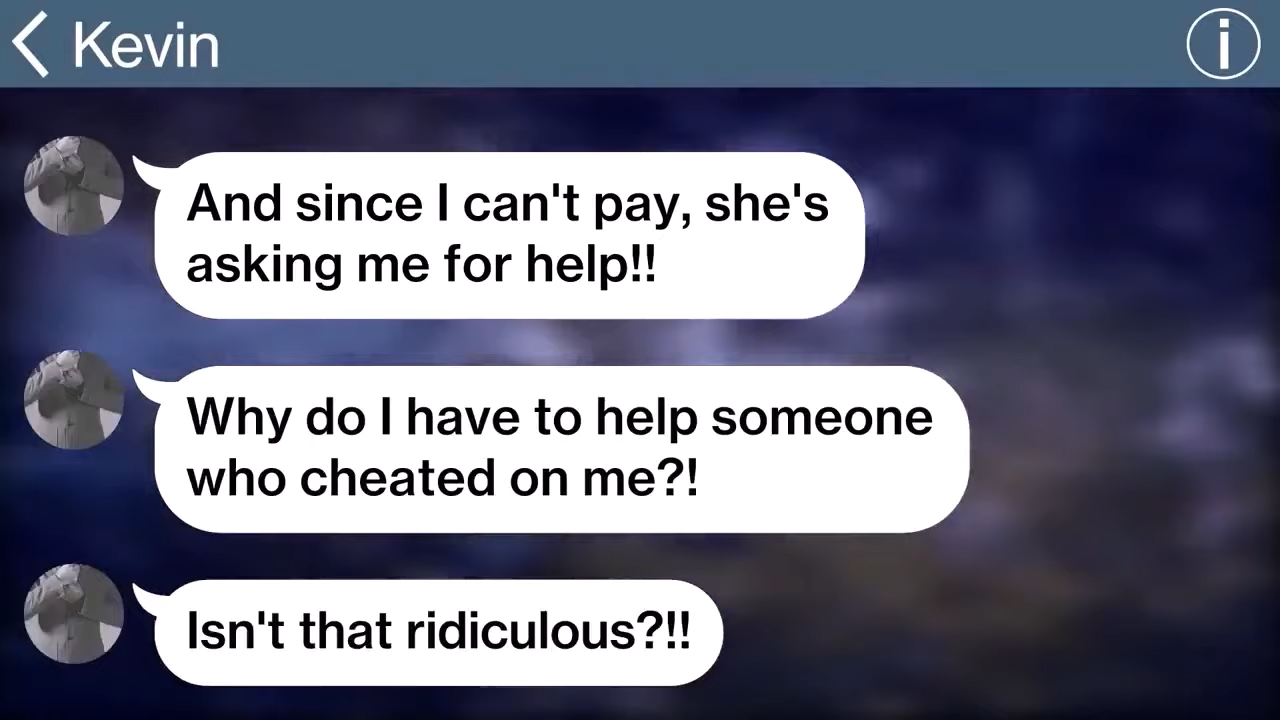 Kevin
And since I can't pay, she's
asking me for help!!
Why do I have to help someone
who cheated on me?!
Isn't that ridiculous?!!